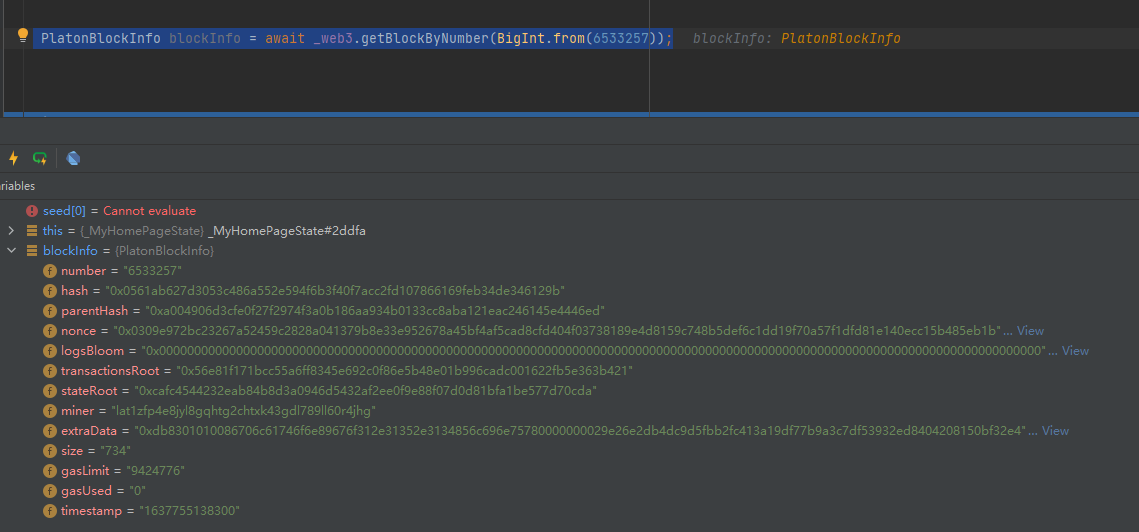 PlatonBlockInfo blockInfo = await _web3.getBlockByNumber(BigInt.from(6533257)); blockInfo: PlatonBlockInfo
riables
seed[0] = Cannot evaluate
this = {_MyHomePageState} _MyHomePageState#2ddfa
blockInfo = {PlatonBlockInfo}
f number = "6533257"
f hash = "0x0561ab627d3053c486a552e594f6b3f40f7acc2fd107866169feb34de346129b"
f parentHash = "0xa004906d3cfe0f27f2974f3a0b186aa934b0133cc8aba121eac246145e4446ed"
f nonce = "0x0309e972bc23267a52459c2828a041379b8e33e952678a45bf4af5cad8cfd404f03738189e4d8159c748b5def6c1dd19f70a57f1dfd81e140ecc15b485eb1b"... View
f logsBloom = "0x00000000000000000000000000000000000000000000000000000000000000000000000000000000000000000000000000000000000000000000000000000000"... View
f transactionsRoot = "0x56e81f171bcc55a6ff8345e692c0f86e5b48e01b996cadc001622fb5e363b421"
f stateRoot = "0xcafc4544232eab84b8d3a0946d5432af2ee0f9e88f07d0d81bfa1be577d70cda"
f miner = "lat1zfp4e8jyl8gqhtg2chtxk43gdl789ll60r4jhg"
f extraData = "0xdb8301010086706c61746f6e89676f312e31352e3134856c696e75780000000029e26e2db4dc9d5fbb2fc413a19df77b9a3c7df53932ed8404208150bf32e4"... View
f size = "734"
f gasLimit = "9424776"
f gasUsed = "0"
f timestamp = "1637755138300"